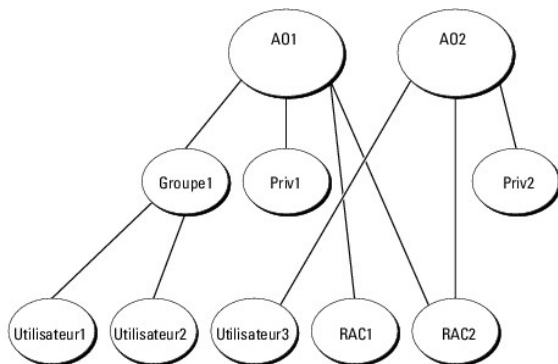 A01
A02
Groupe1
Priv1
Priv2
Utilisateur1
Utilisateur2
Utilisateur3
RAC1
RAC2